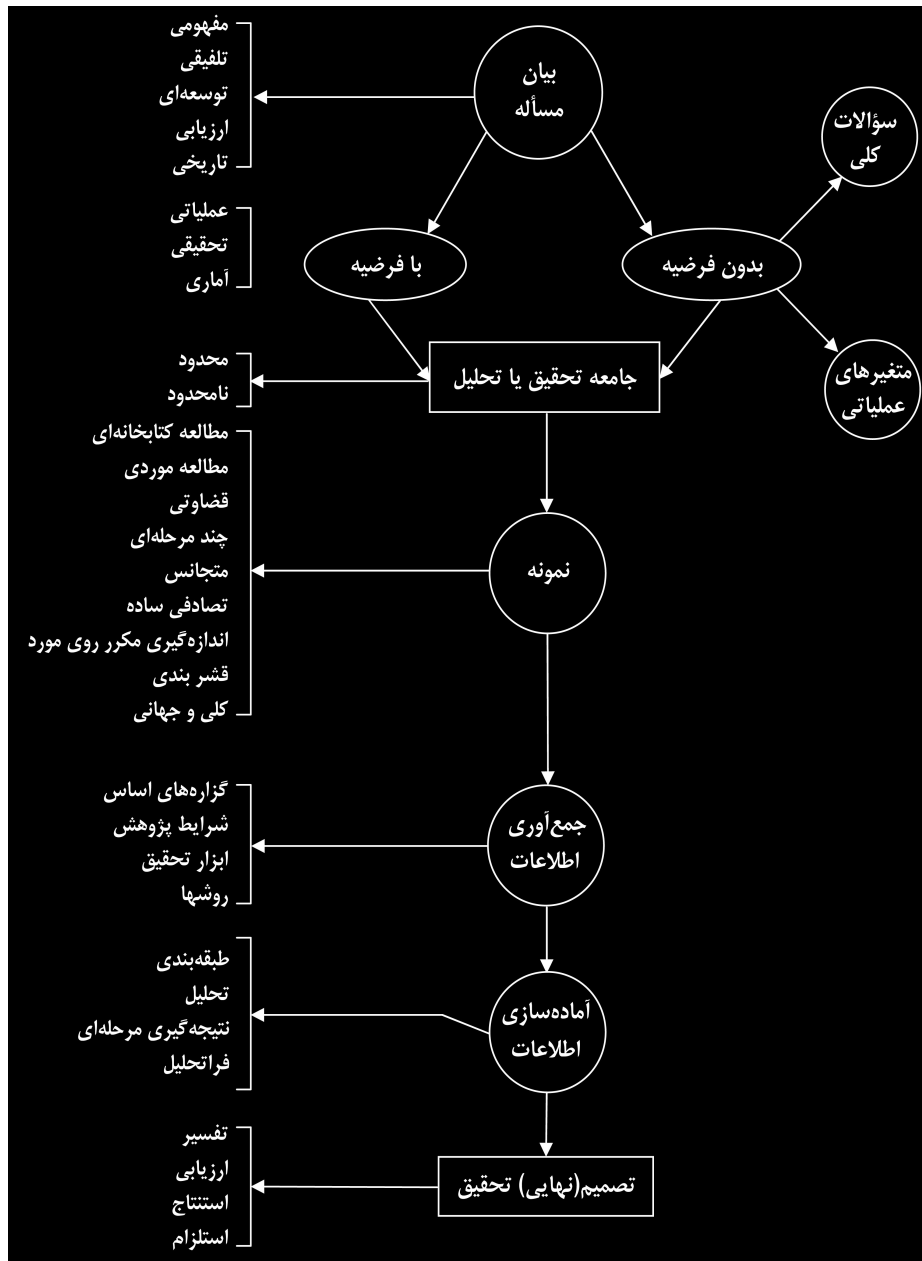 بیان
مسأله
مفهومی
تلفیقی
توسعه‌ای
ارزیابی
تاریخی
سؤالات
کلی
بدون فرضیه
با فرضیه
عملیاتی
تحقیقی
آماری
متغیرهای
عملیاتی
جامعه تحقیق یا تحلیل
محدود
نامحدود
نمونه
مطالعه کتابخانه‌ای
مطالعه موردی
قضاوتی
چند مرحله‌ای
متجانس
تصادفی ساده
اندازه‌گیری مکرر روی مورد
قشر بندی
کلی و جهانی
جمع‌آوری
اطلاعات
گزاره‌های اساس
شرایط پژوهش
ابزار تحقیق
روشها
آماده‌سازی
اطلاعات
طبقه‌بندی
تحلیل
نتیجه‌گیری مرحله‌ای
فراتحلیل
تصمیم(نهایی) تحقیق
تفسیر
ارزیابی
استنتاج
استلزام